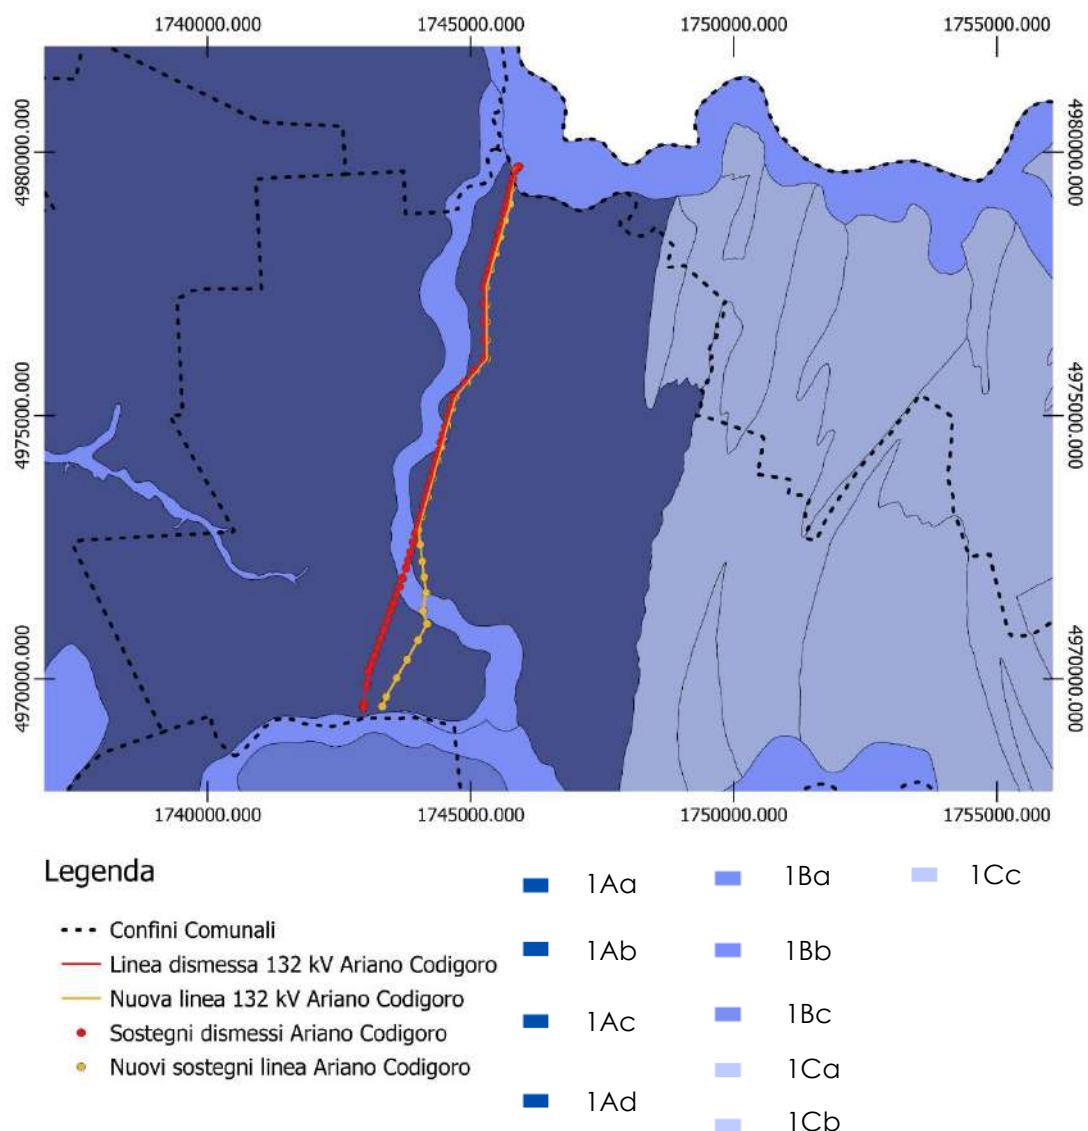 1740000.000 1745000.000 1750000.000 1755000.000
4980000.000 4980000.000
4975000.000 4975000.000
4970000.000 4970000.000
1740000.000 1745000.000 1750000.000 1755000.000
Legenda
Confini Comunali
Linea dismessa 132 kV Ariano Codigoro
Nuova linea 132 kV Ariano Codigoro
Sostegni dismessi Ariano Codigoro
Nuovi sostegni linea Ariano Codigoro
1Aa
1Ab
1Ac
1Ad
1Ba
1Bb
1Bc
1Ca
1Cb
1Cc